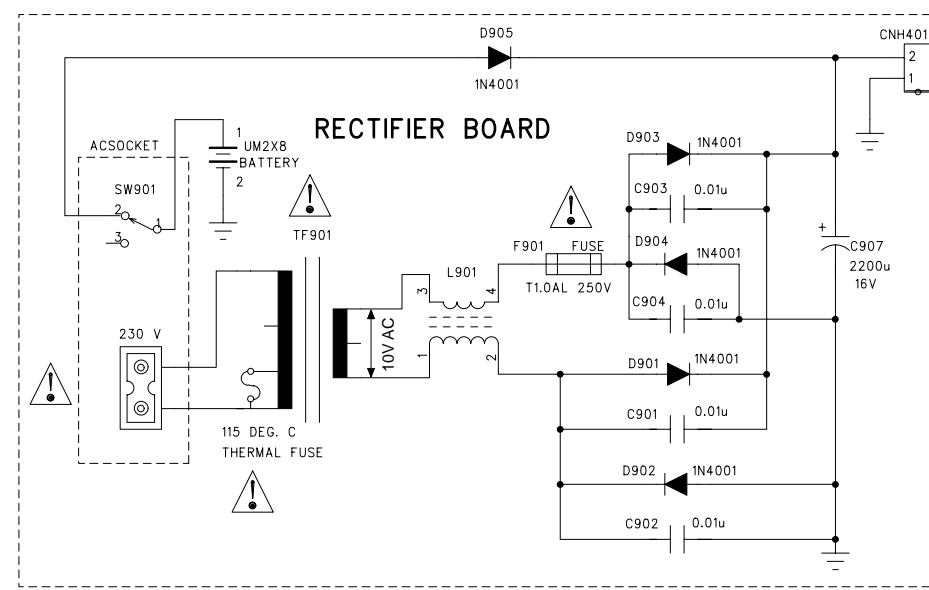 D905
1N4001
CNH401
2
1
RECTIFIER BOARD
ACSOCKET
1
UM2X8
BATTERY
2
SW901
2
1
3
TF901
D903
1N4001
C903
0.01u
F901
FUSE
D904
1N4001
T1.0AL 250V
C904
0.01u
+
C907
2200u
16V
L901
3
4
1
2
10VAC
230 V
D901
1N4001
C901
0.01u
115 DEG. C
THERMAL FUSE
D902
1N4001
C902
0.01u
!
!
!
!